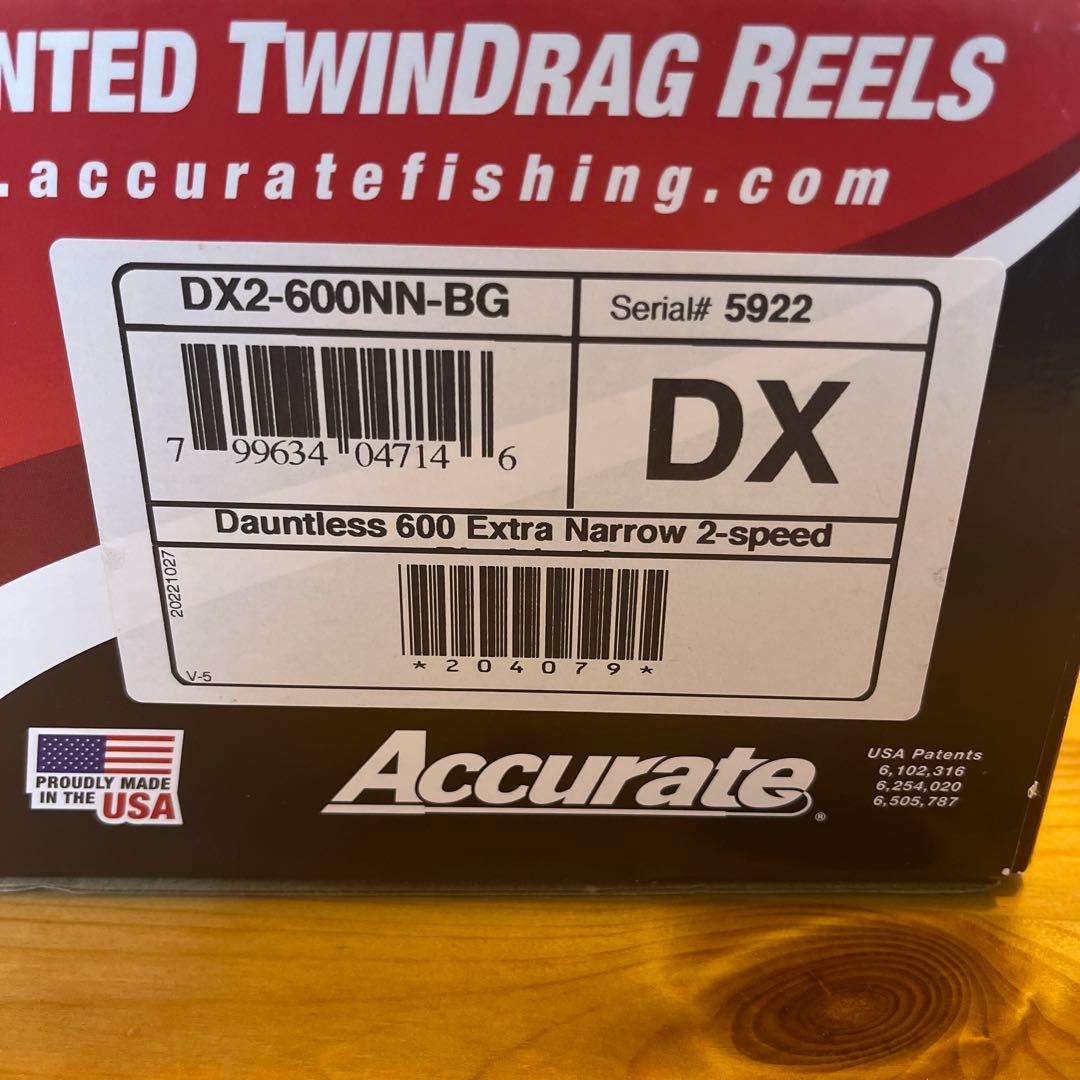 NTED TWINDRAG REELS
.accuratefishing.com
DX2-600NN-BG
Serial# 5922
7 99634 04714 6
DX
Dauntless 600 Extra Narrow 2-speed
20221027
*204079*
V-5
PROUDLY MADE
IN THE USA
Accurate®
USA Patents
6,102,316
6,254,020
6,505,787